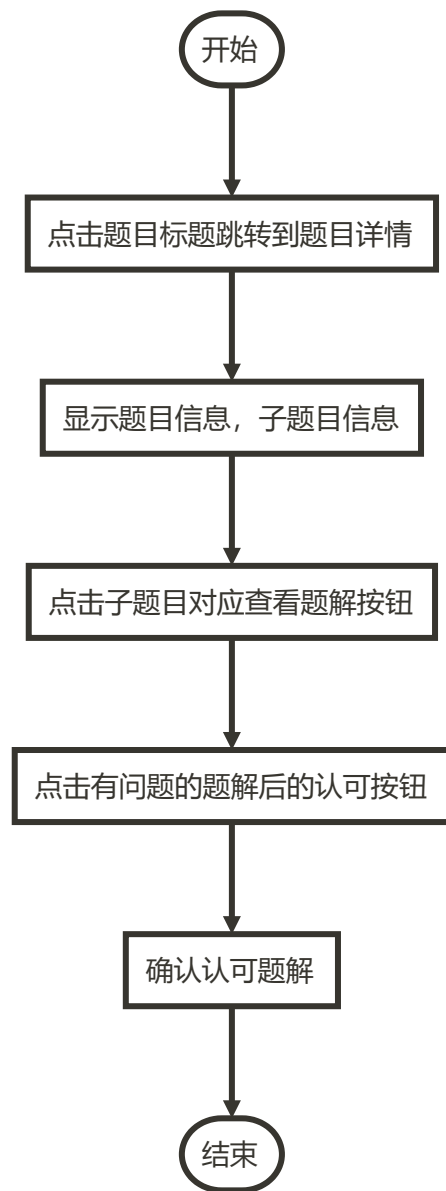 开始
点击题目标题跳转到题目详情
显示题目信息，子题目信息
点击子题目对应查看题解按钮
点击有问题的题解后的认可按钮
确认认可题解
结束